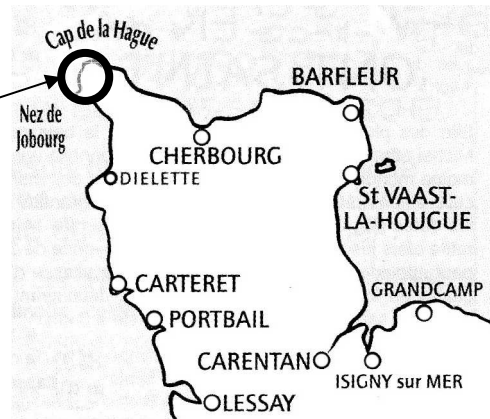 Cap de la Hague
Nez de
Jobourg
BARFLEUR
CHERBOURG
DIELETTE
St VAAST-
LA-HOUGUE
CARTERET
GRANDCAMP
PORTBAIL
CARENTAN
ISIGNY sur MER
LESSAY